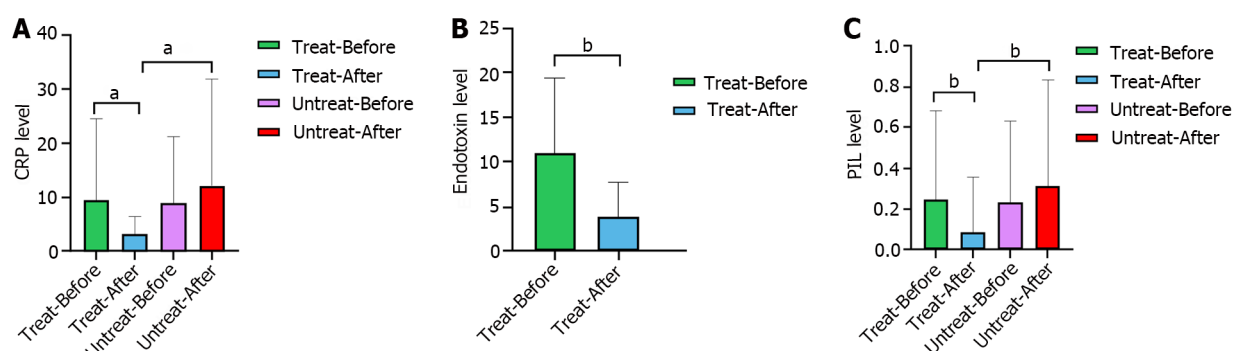 A
CRP level
40
30
20
10
0
a
a
Treat-Before
Treat-After
Untreat-Before
Untreat-After
Treat-Before
Treat-After
Untreat-Before
Untreat-After
B
Endotoxin level
25
20
15
10
5
0
b
Treat-Before
Treat-After
Treat-Before
Treat-After
C
PIL level
1.0
0.8
0.6
0.4
0.2
0.0
b
b
Treat-Before
Treat-After
Untreat-Before
Untreat-After
Treat-Before
Treat-After
Untreat-Before
Untreat-After